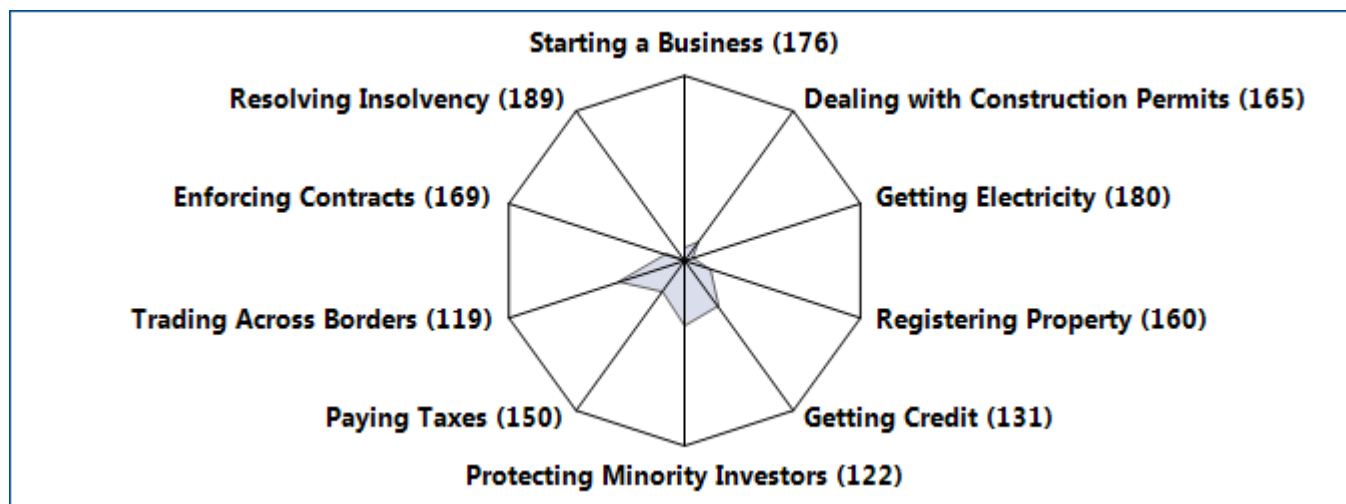 Starting a Business (176)
Resolving Insolvency (189)
Dealing with Construction Permits (165)
Enforcing Contracts (169)
Getting Electricity (180)
Trading Across Borders (119)
Registering Property (160)
Paying Taxes (150)
Getting Credit (131)
Protecting Minority Investors (122)